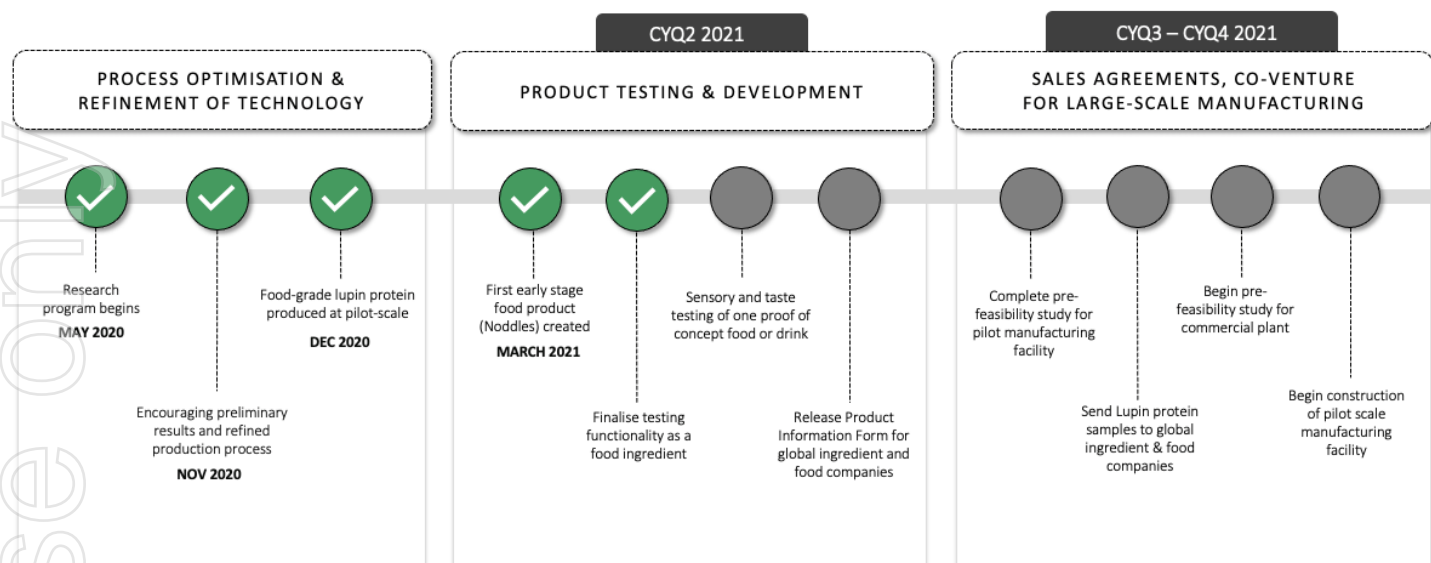 CYQ2 2021
CYQ3 – CYQ4 2021
PROCESS OPTIMISATION &
REFINEMENT OF TECHNOLOGY
PRODUCT TESTING & DEVELOPMENT
SALES AGREEMENTS, CO-VENTURE
FOR LARGE-SCALE MANUFACTURING
Research
program begins
MAY 2020
Encouraging preliminary
results and refined
production process
NOV 2020
Food-grade lupin protein
produced at pilot-scale
DEC 2020
First early stage
food product
(Noddles) created
MARCH 2021
Finalise testing
functionality as a
food ingredient
Sensory and taste
testing of one proof of
concept food or drink
Release Product
Information Form for
global ingredient and
food companies
Complete pre-
feasibility study for
pilot manufacturing
facility
Send Lupin protein
samples to global
ingredient & food
companies
Begin pre-
feasibility study for
commercial plant
Begin construction
of pilot scale
manufacturing
facility
se only